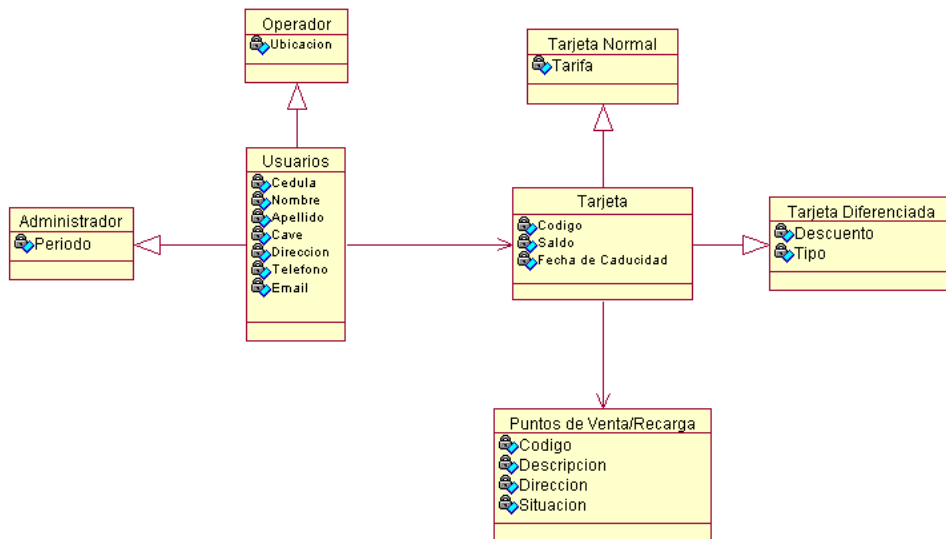 Operador
Ubicacion
Tarjeta Normal
Tarifa
Usuarios
Cedula
Nombre
Apellido
Cave
Direccion
Telefono
Email
Administrador
Periodo
Tarjeta
Codigo
Saldo
Fecha de Caducidad
Tarjeta Diferenciada
Descuento
Tipo
Puntos de Venta/Recarga
Codigo
Descripcion
Direccion
Situacion